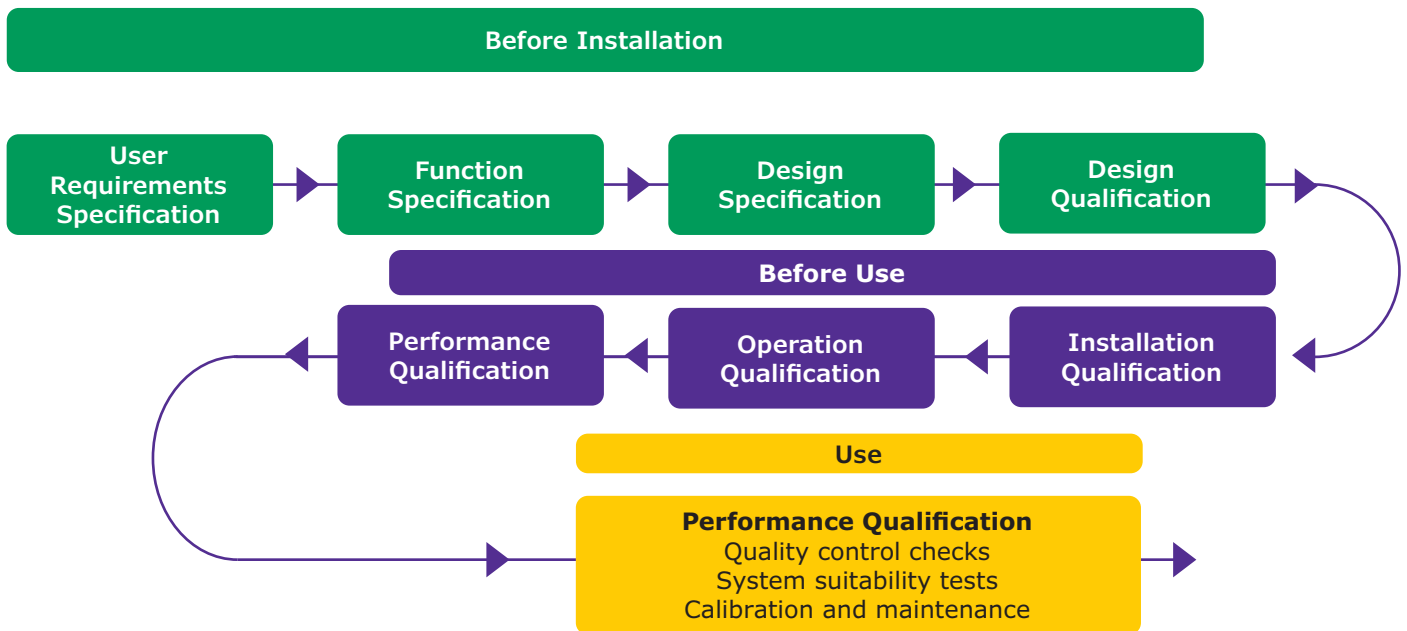 Before Installation
User
Requirements
Specification
Function
Specification
Design
Specification
Design
Qualification
Before Use
Performance
Qualification
Operation
Qualification
Installation
Qualification
Use
Performance Qualification
Quality control checks
System suitability tests
Calibration and maintenance